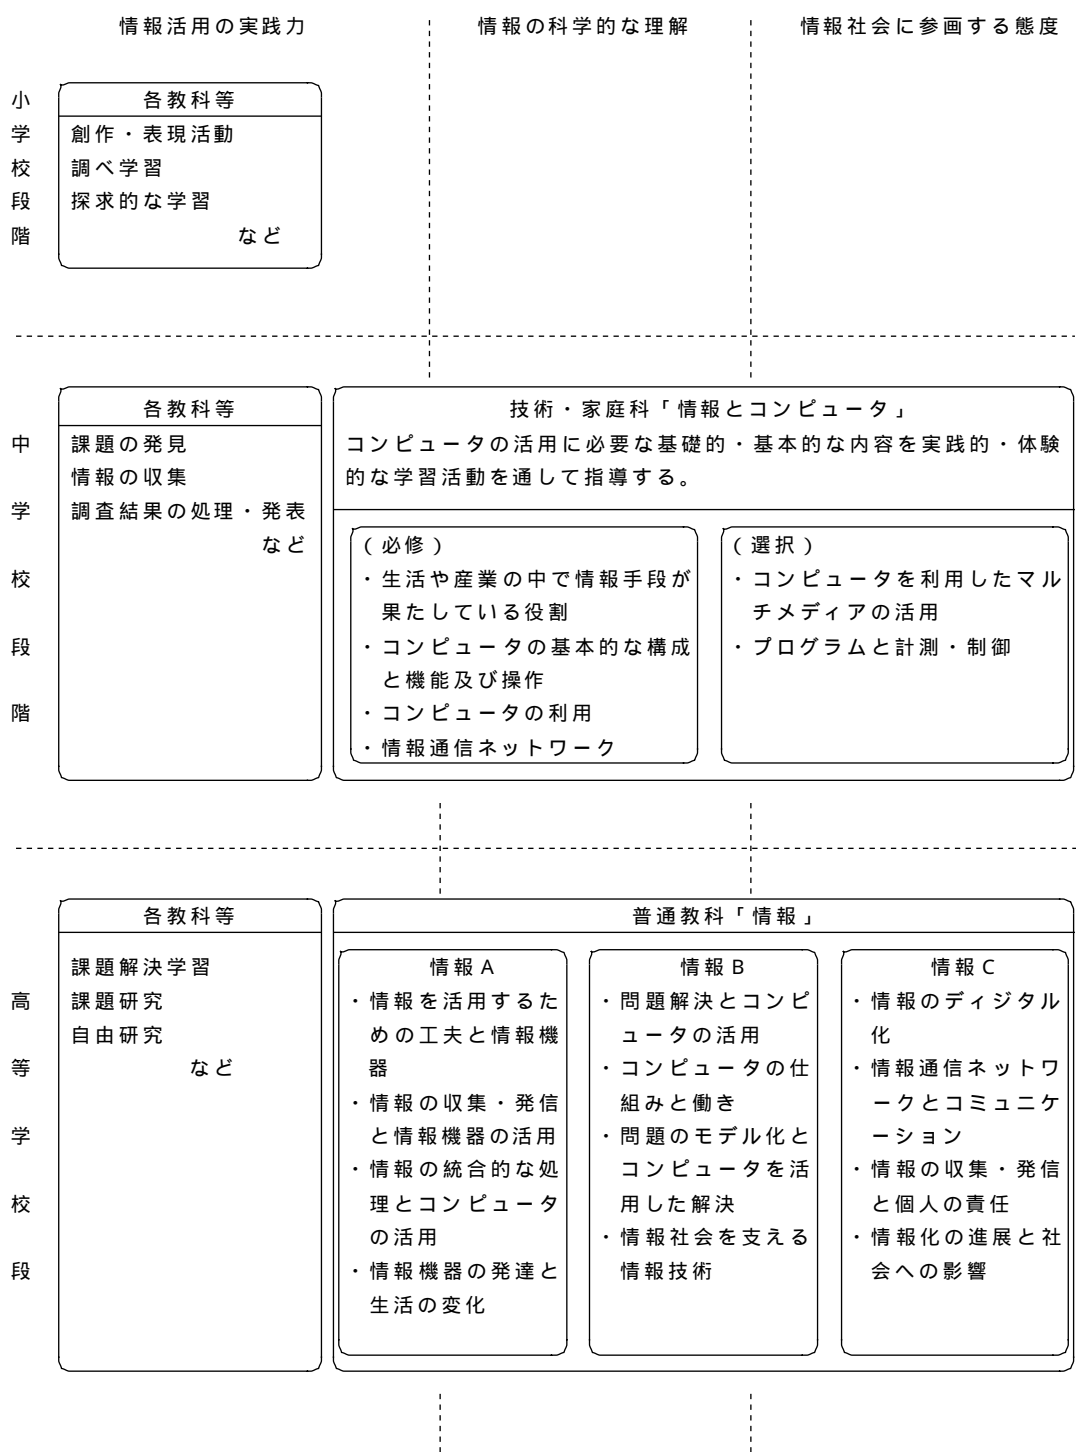 情報活用の実践力
情報の科学的な理解
情報社会に参画する態度
小学校段階
各教科等
創作・表現活動
調べ学習
探求的な学習
など
中学校段階
各教科等
課題の発見
情報の収集
調査結果の処理・発表
など
技術・家庭科「情報とコンピュータ」
コンピュータの活用に必要な基礎的・基本的な内容を実践的・体験
的な学習活動を通して指導する。
(必修)
・生活や産業の中で情報手段が
果たしている役割
・コンピュータの基本的な構成
と機能及び操作
・コンピュータの利用
・情報通信ネットワーク
(選択)
・コンピュータを利用したマル
チメディアの活用
・プログラムと計測・制御
高等学校段
各教科等
課題解決学習
課題研究
自由研究
など
普通教科「情報」
情報A
・情報を活用するた
めの工夫と情報機
器
・情報の収集・発信
と情報機器の活用
・情報の統合的な処
理とコンピュータ
の活用
・情報機器の発達と
生活の変化
情報B
・問題解決とコンピ
ュータの活用
・コンピュータの仕
組みと働き
・問題のモデル化と
コンピュータを活
用した解決
・情報社会を支える
情報技術
情報C
・情報のディジタル
化
・情報通信ネットワ
ークとコミュニケ
ーション
・情報の収集・発信
と個人の責任
・情報化の進展と社
会への影響